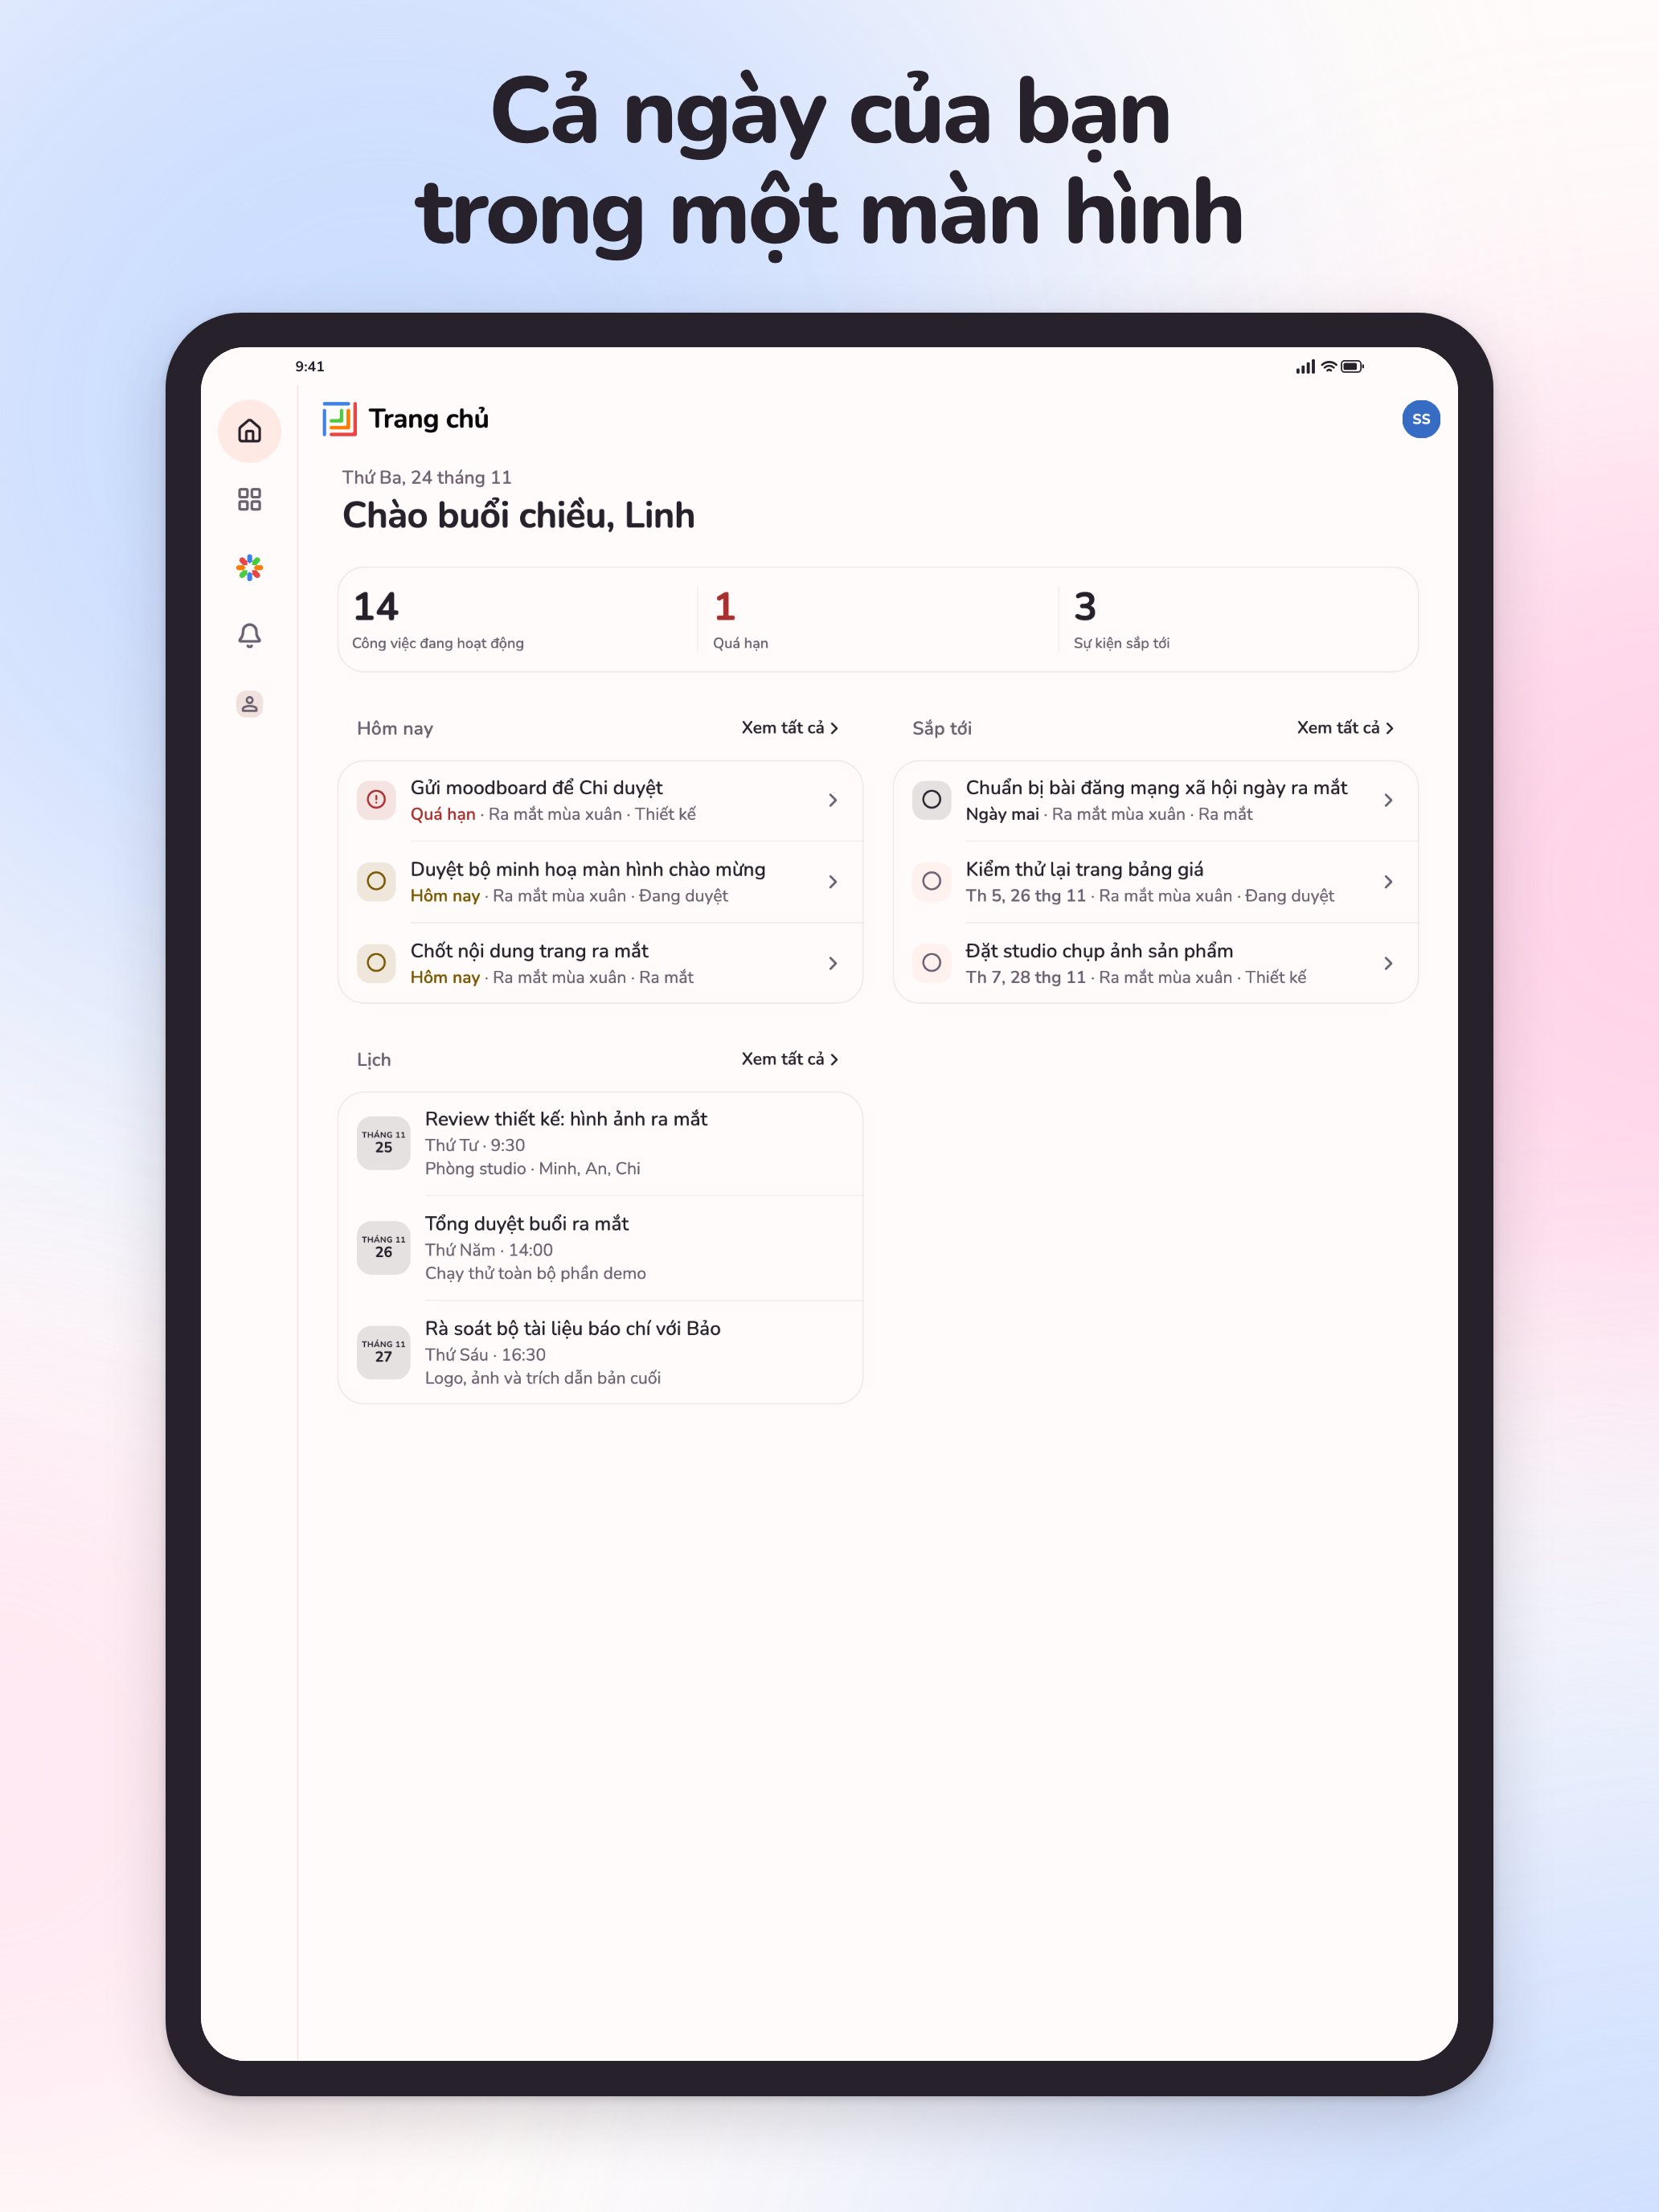 Cả ngày của bạn
trong một màn hình
9:41
Trang chủ
SS
Thứ Ba, 24 tháng 11
Chào buổi chiều, Linh
14
Công việc đang hoạt động
1
Quá hạn
3
Sự kiện sắp tới
Hôm nay
Xem tất cả
Gửi moodboard để Chi duyệt
Quá hạn · Ra mắt mùa xuân · Thiết kế
Duyệt bộ minh hoạ màn hình chào mừng
Hôm nay · Ra mắt mùa xuân · Đang duyệt
Chốt nội dung trang ra mắt
Hôm nay · Ra mắt mùa xuân · Ra mắt
Sắp tới
Xem tất cả
Chuẩn bị bài đăng mạng xã hội ngày ra mắt
Ngày mai · Ra mắt mùa xuân · Ra mắt
Kiểm thử lại trang bảng giá
Th 5, 26 thg 11 · Ra mắt mùa xuân · Đang duyệt
Đặt studio chụp ảnh sản phẩm
Th 7, 28 thg 11 · Ra mắt mùa xuân · Thiết kế
Lịch
Xem tất cả
THÁNG 11
25
Review thiết kế: hình ảnh ra mắt
Thứ Tư · 9:30
Phòng studio · Minh, An, Chi
THÁNG 11
26
Tổng duyệt buổi ra mắt
Thứ Năm · 14:00
Chạy thử toàn bộ phần demo
THÁNG 11
27
Rà soát bộ tài liệu báo chí với Bảo
Thứ Sáu · 16:30
Logo, ảnh và trích dẫn bản cuối